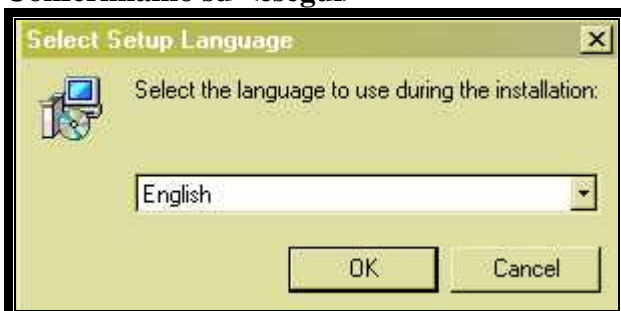 Select Setup Language
Select the language to use during the installation:
English
OK
Cancel